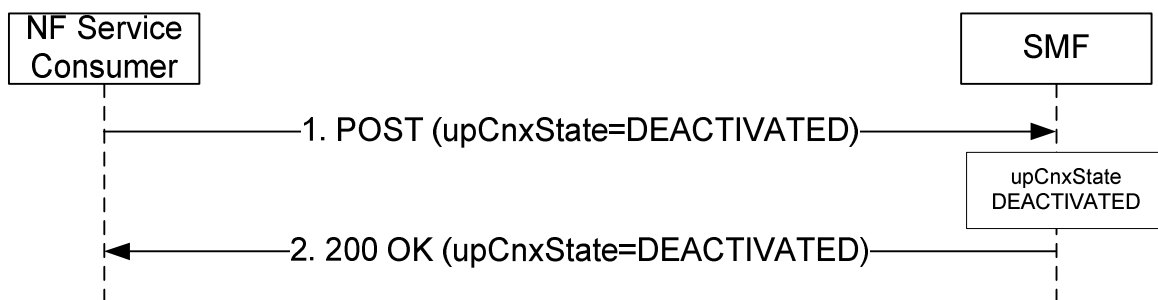 NF Service
Consumer
SMF
1. POST (upCnxState=DEACTIVATED)
upCnxState
DEACTIVATED
2. 200 OK (upCnxState=DEACTIVATED)